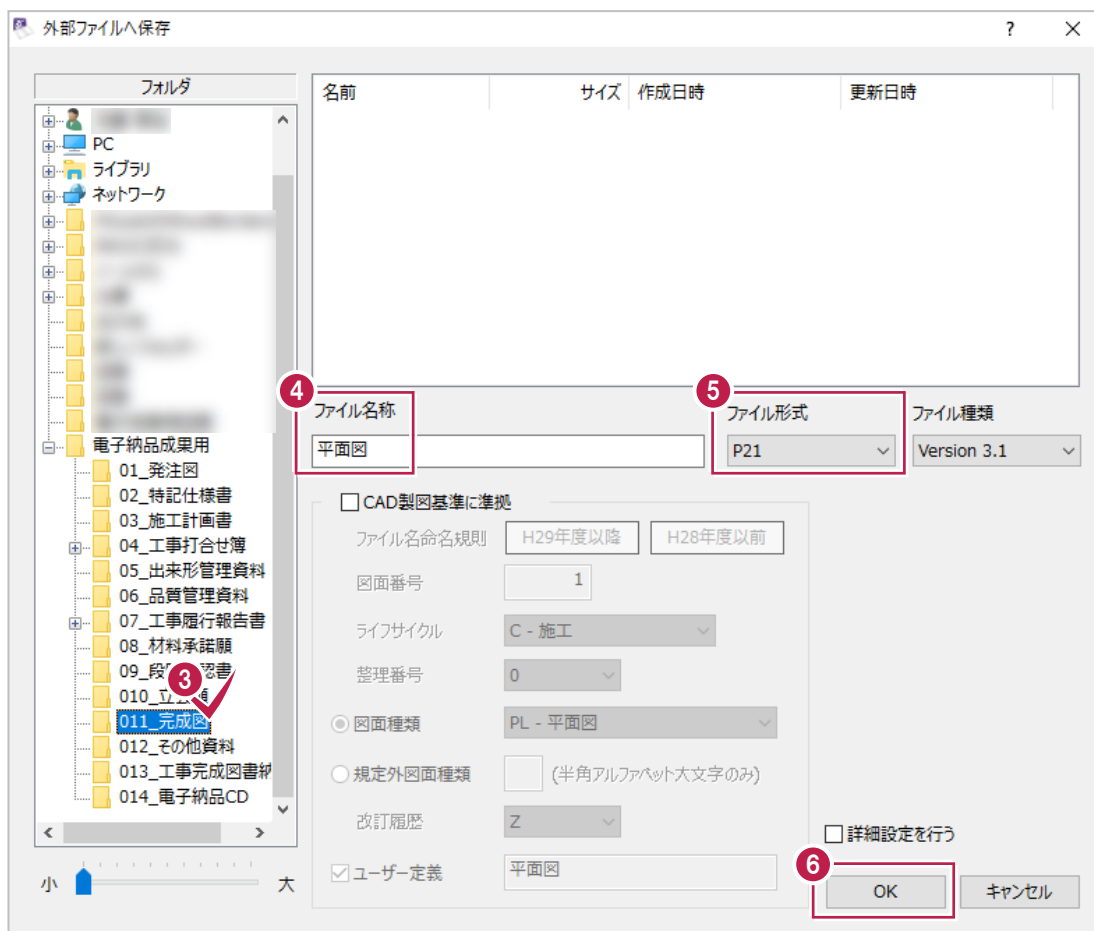 外部ファイルへ保存
?
フォルダ
名前
サイズ
作成日時
更新日時
PC
ライブラリ
ネットワーク
電子納品成果用
01_発注図
02_特記仕様書
03_施工計画書
04_工事打合せ簿
05_出来形管理資料
06_品質管理資料
07_工事履行報告書
08_材料承諾願
09_段
認書
010_立
011_完成図
012_その他資料
013_工事完成図書納
014_電子納品CD
3
小
大
4
ファイル名称
平面図
5
ファイル形式
P21
ファイル種類
Version 3.1
CAD製図基準に準拠
ファイル名命名規則
H29年度以降
H28年度以前
図面番号
1
ライフサイクル
C - 施工
整理番号
0
図面種類
PL - 平面図
規定外図面種類
(半角アルファベット大文字のみ)
改訂履歴
Z
ユーザー定義
平面図
詳細設定を行う
6
OK
キャンセル